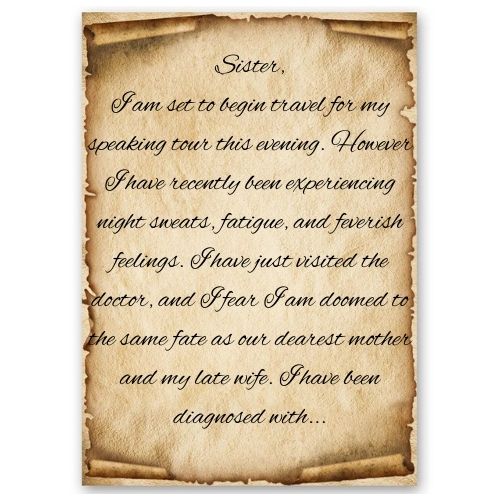 Sister,
I am set to begin travel for my
speaking tour this evening. However
I have recently been experiencing
night sweats, fatigue, and feverish
feelings. I have just visited the
doctor, and I fear I am doomed to
the same fate as our dearest mother
and my late wife. I have been
diagnosed with...